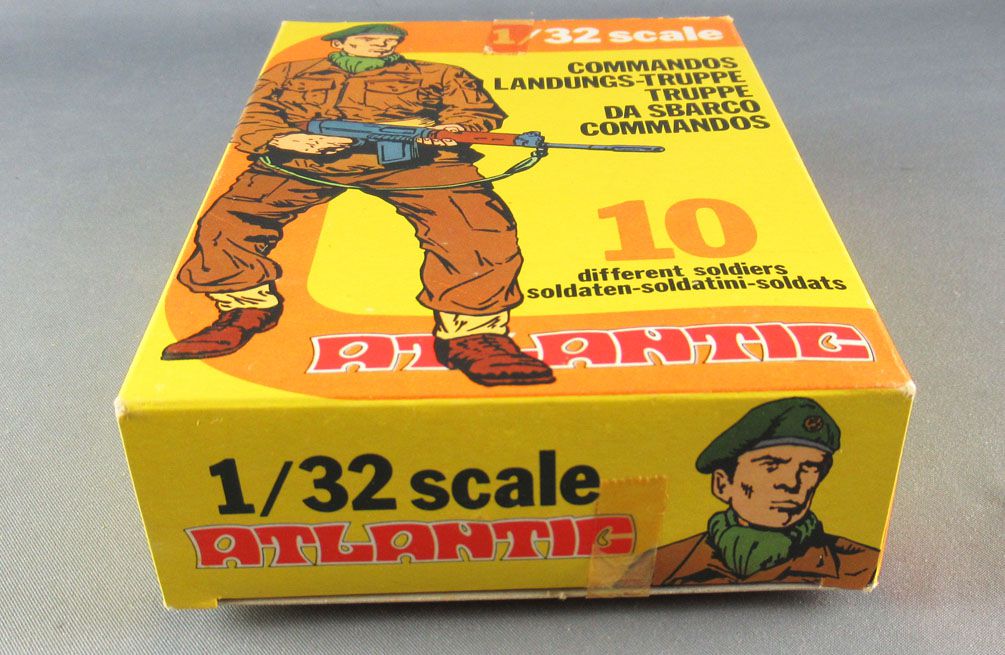 1/32 scale
COMMANDOS
LANDUNGS-TRUPPE
TRUPPE
DA SBARCO
COMMANDOS
10
different soldiers
soldaten-soldatini-soldats
ATLANTIC
1/32 scale
ATLANTIC